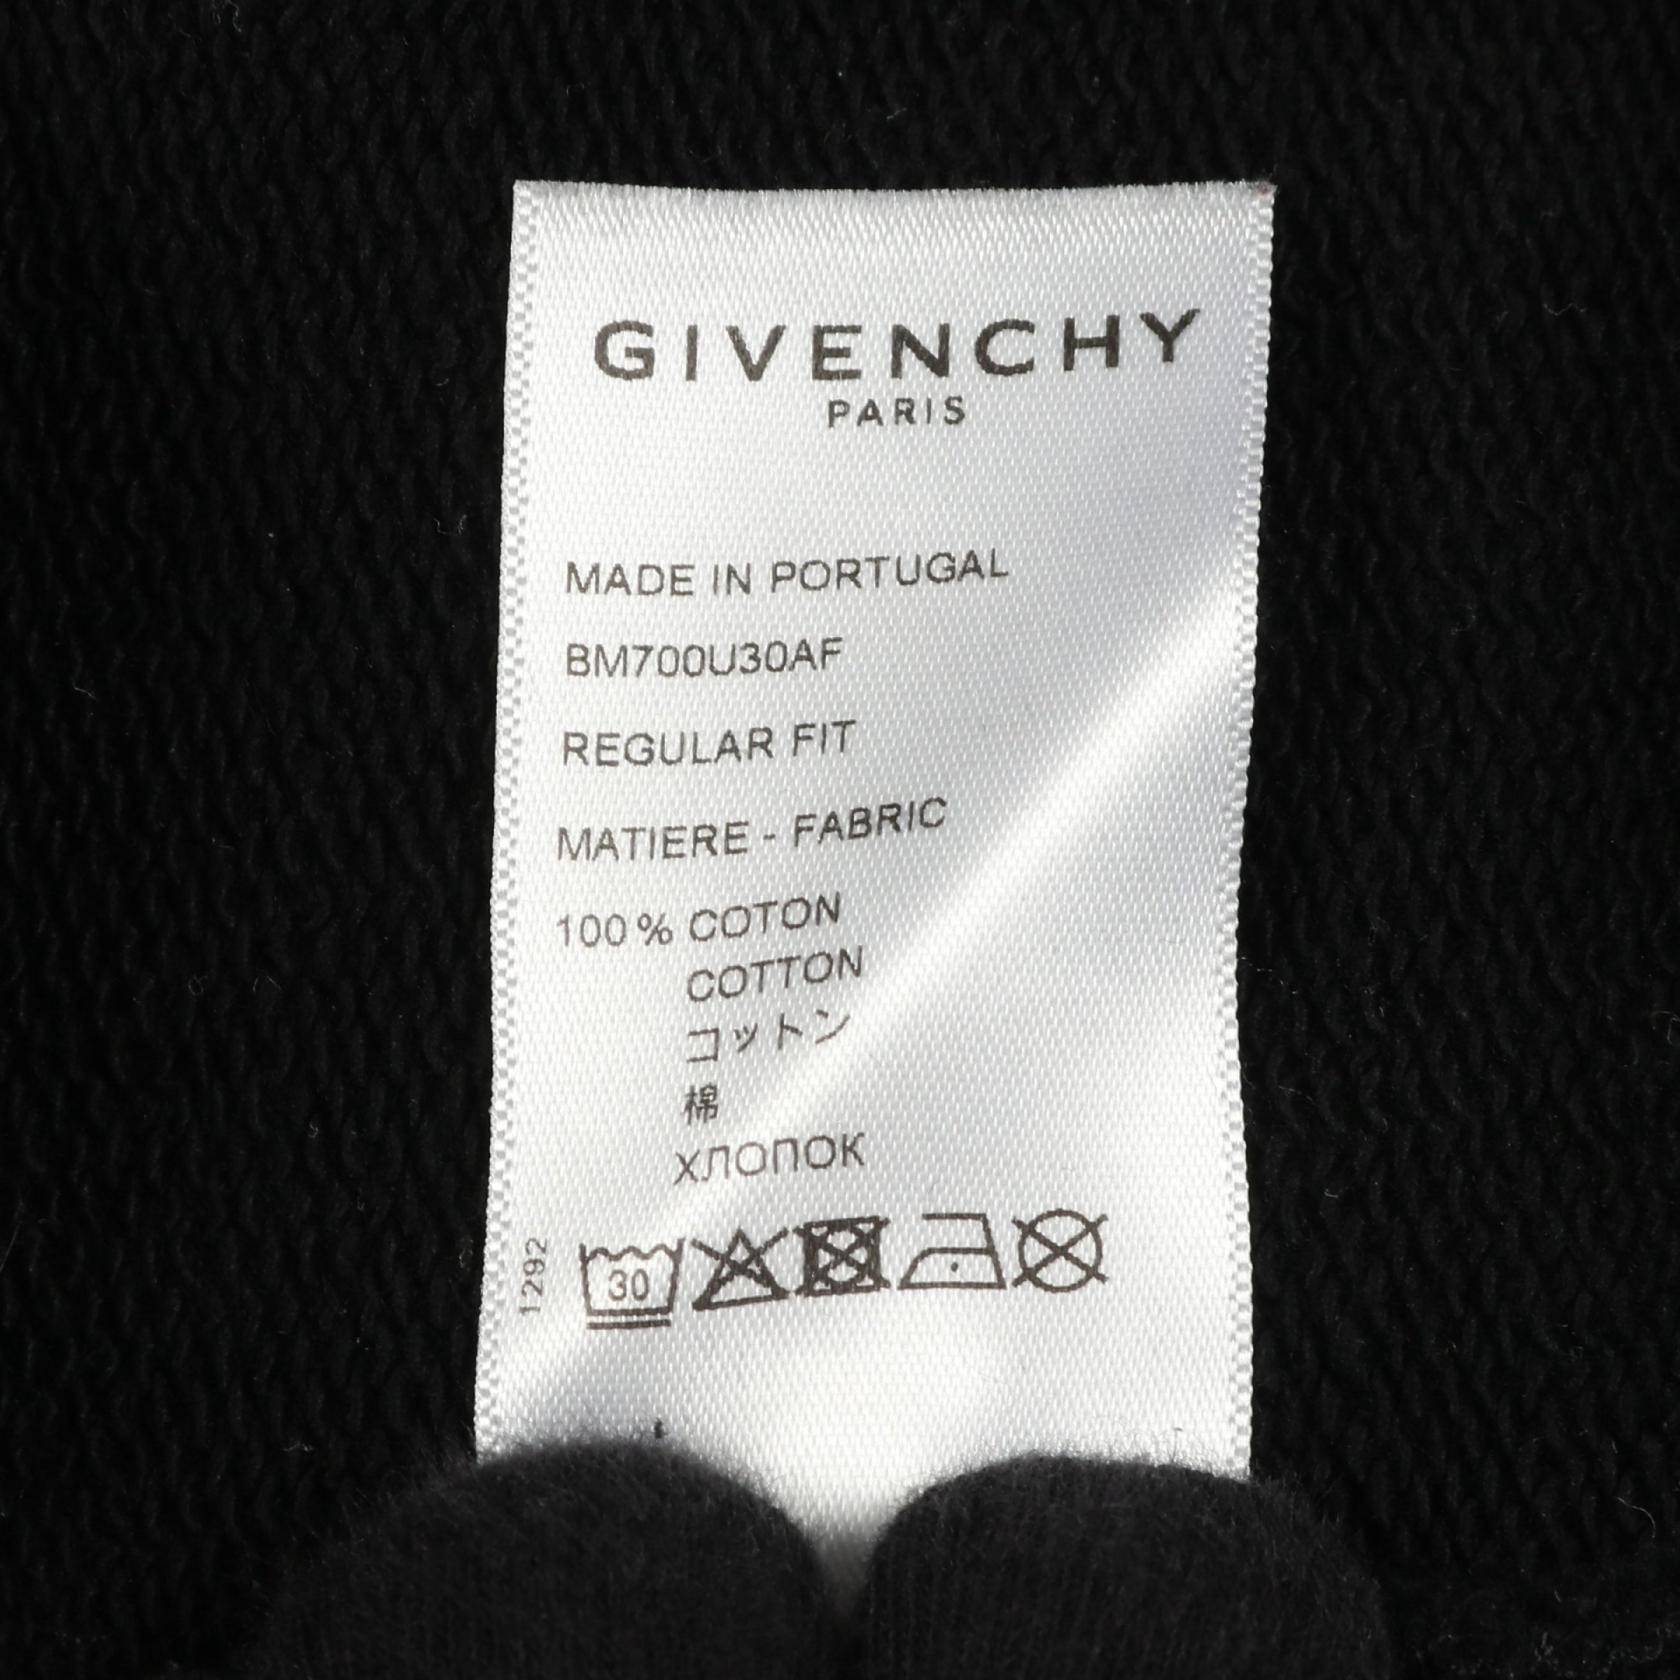 GIVENCHY
PARIS
MADE IN PORTUGAL
BM700U30AF
REGULAR FIT
MATIERE - FABRIC
100 % COTON
COTTON
コットン
棉
ХЛОПОК
1292
30